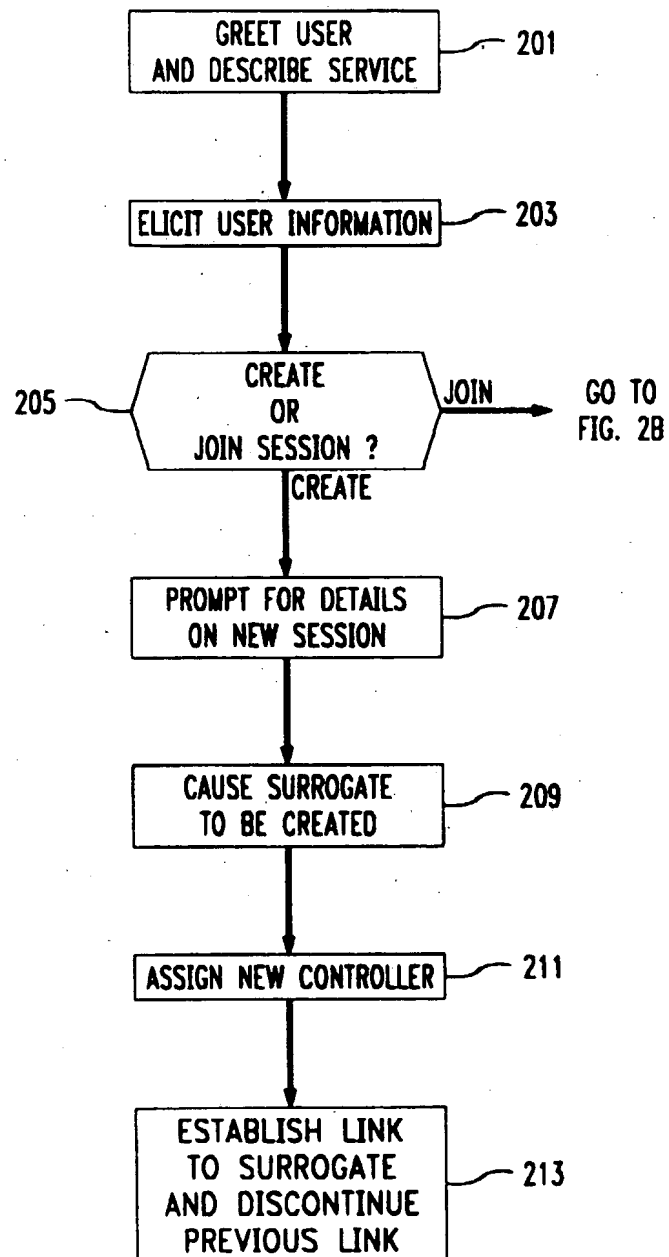 GREET USER
AND DESCRIBE SERVICE
201
ELICIT USER INFORMATION
203
205
CREATE
OR
JOIN SESSION ?
JOIN
GO TO
FIG. 2B
CREATE
PROMPT FOR DETAILS
ON NEW SESSION
207
CAUSE SURROGATE
TO BE CREATED
209
ASSIGN NEW CONTROLLER
211
ESTABLISH LINK
TO SURROGATE
AND DISCONTINUE
PREVIOUS LINK
213